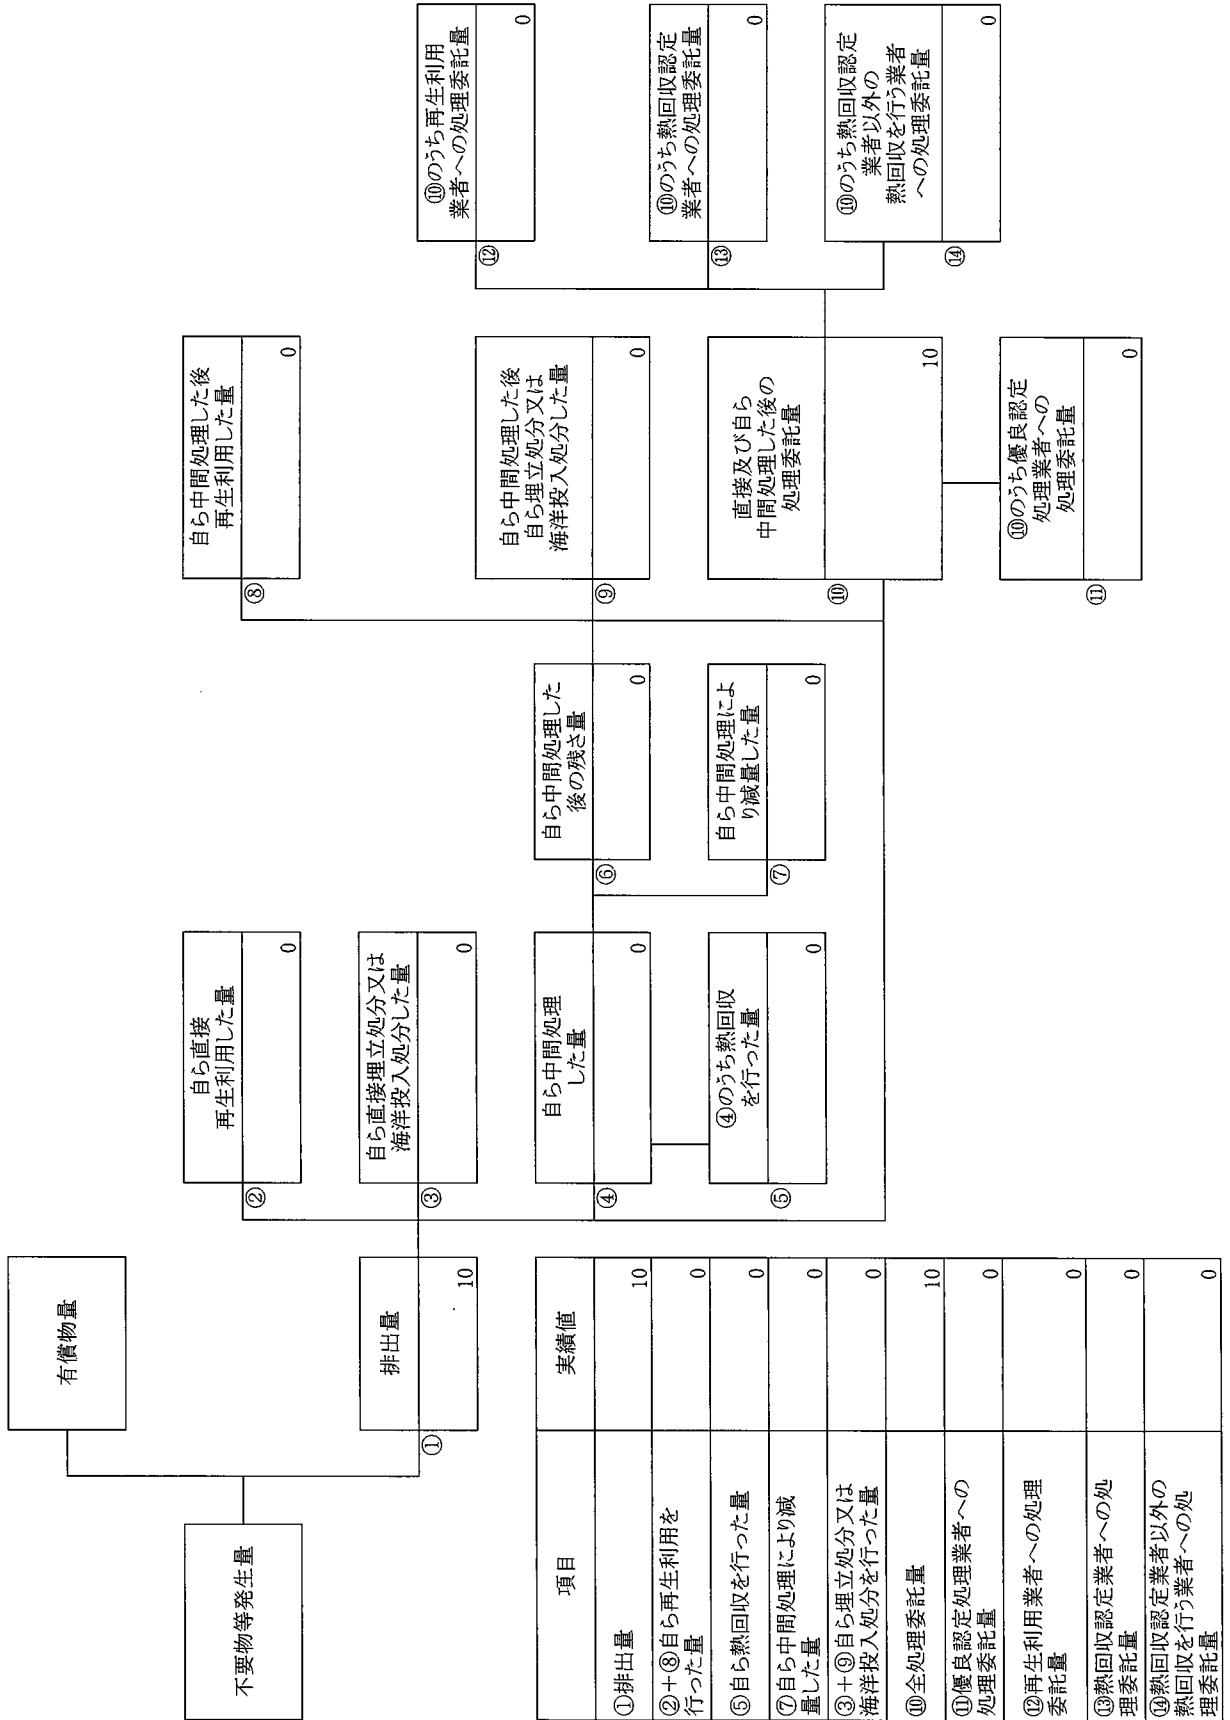 不要物等発生量
有償物量
①
排出量
10
②
自ら直接
再生利用した量
0
③
自ら直接埋立処分又は
海洋投入処分した量
0
④
自ら中間処理
した量
0
⑤
④のうち熱回収
を行った量
0
⑥
自ら中間処理した
後の残さ量
0
⑦
自ら中間処理によ
り減量した量
0
⑧
自ら中間処理した後
再生利用した量
0
⑨
自ら中間処理した後
自ら埋立処分又は
海洋投入処分した量
0
⑩
直接及び自ら
中間処理した後の
処理委託量
10
⑪
⑩のうち優良認定
処理業者への
処理委託量
0
⑫
⑩のうち再生利用
業者への処理委託量
0
⑬
⑩のうち熱回収認定
業者への処理委託量
0
⑭
⑩のうち熱回収認定
業者以外の
熱回収を行う業者
への処理委託量
0
項目 実績値
①排出量 10
②+⑧自ら再生利用を
行った量 0
⑤自ら熱回収を行った量 0
⑦自ら中間処理により減
量した量 0
③+⑨自ら埋立処分又は
海洋投入処分を行った量 0
⑩全処理委託量 10
⑪優良認定処理業者への
処理委託量 0
⑫再生利用業者への処理
委託量 0
⑬熱回収認定業者への処
理委託量 0
⑭熱回収認定業者以外の
熱回収を行う業者への処
理委託量 0